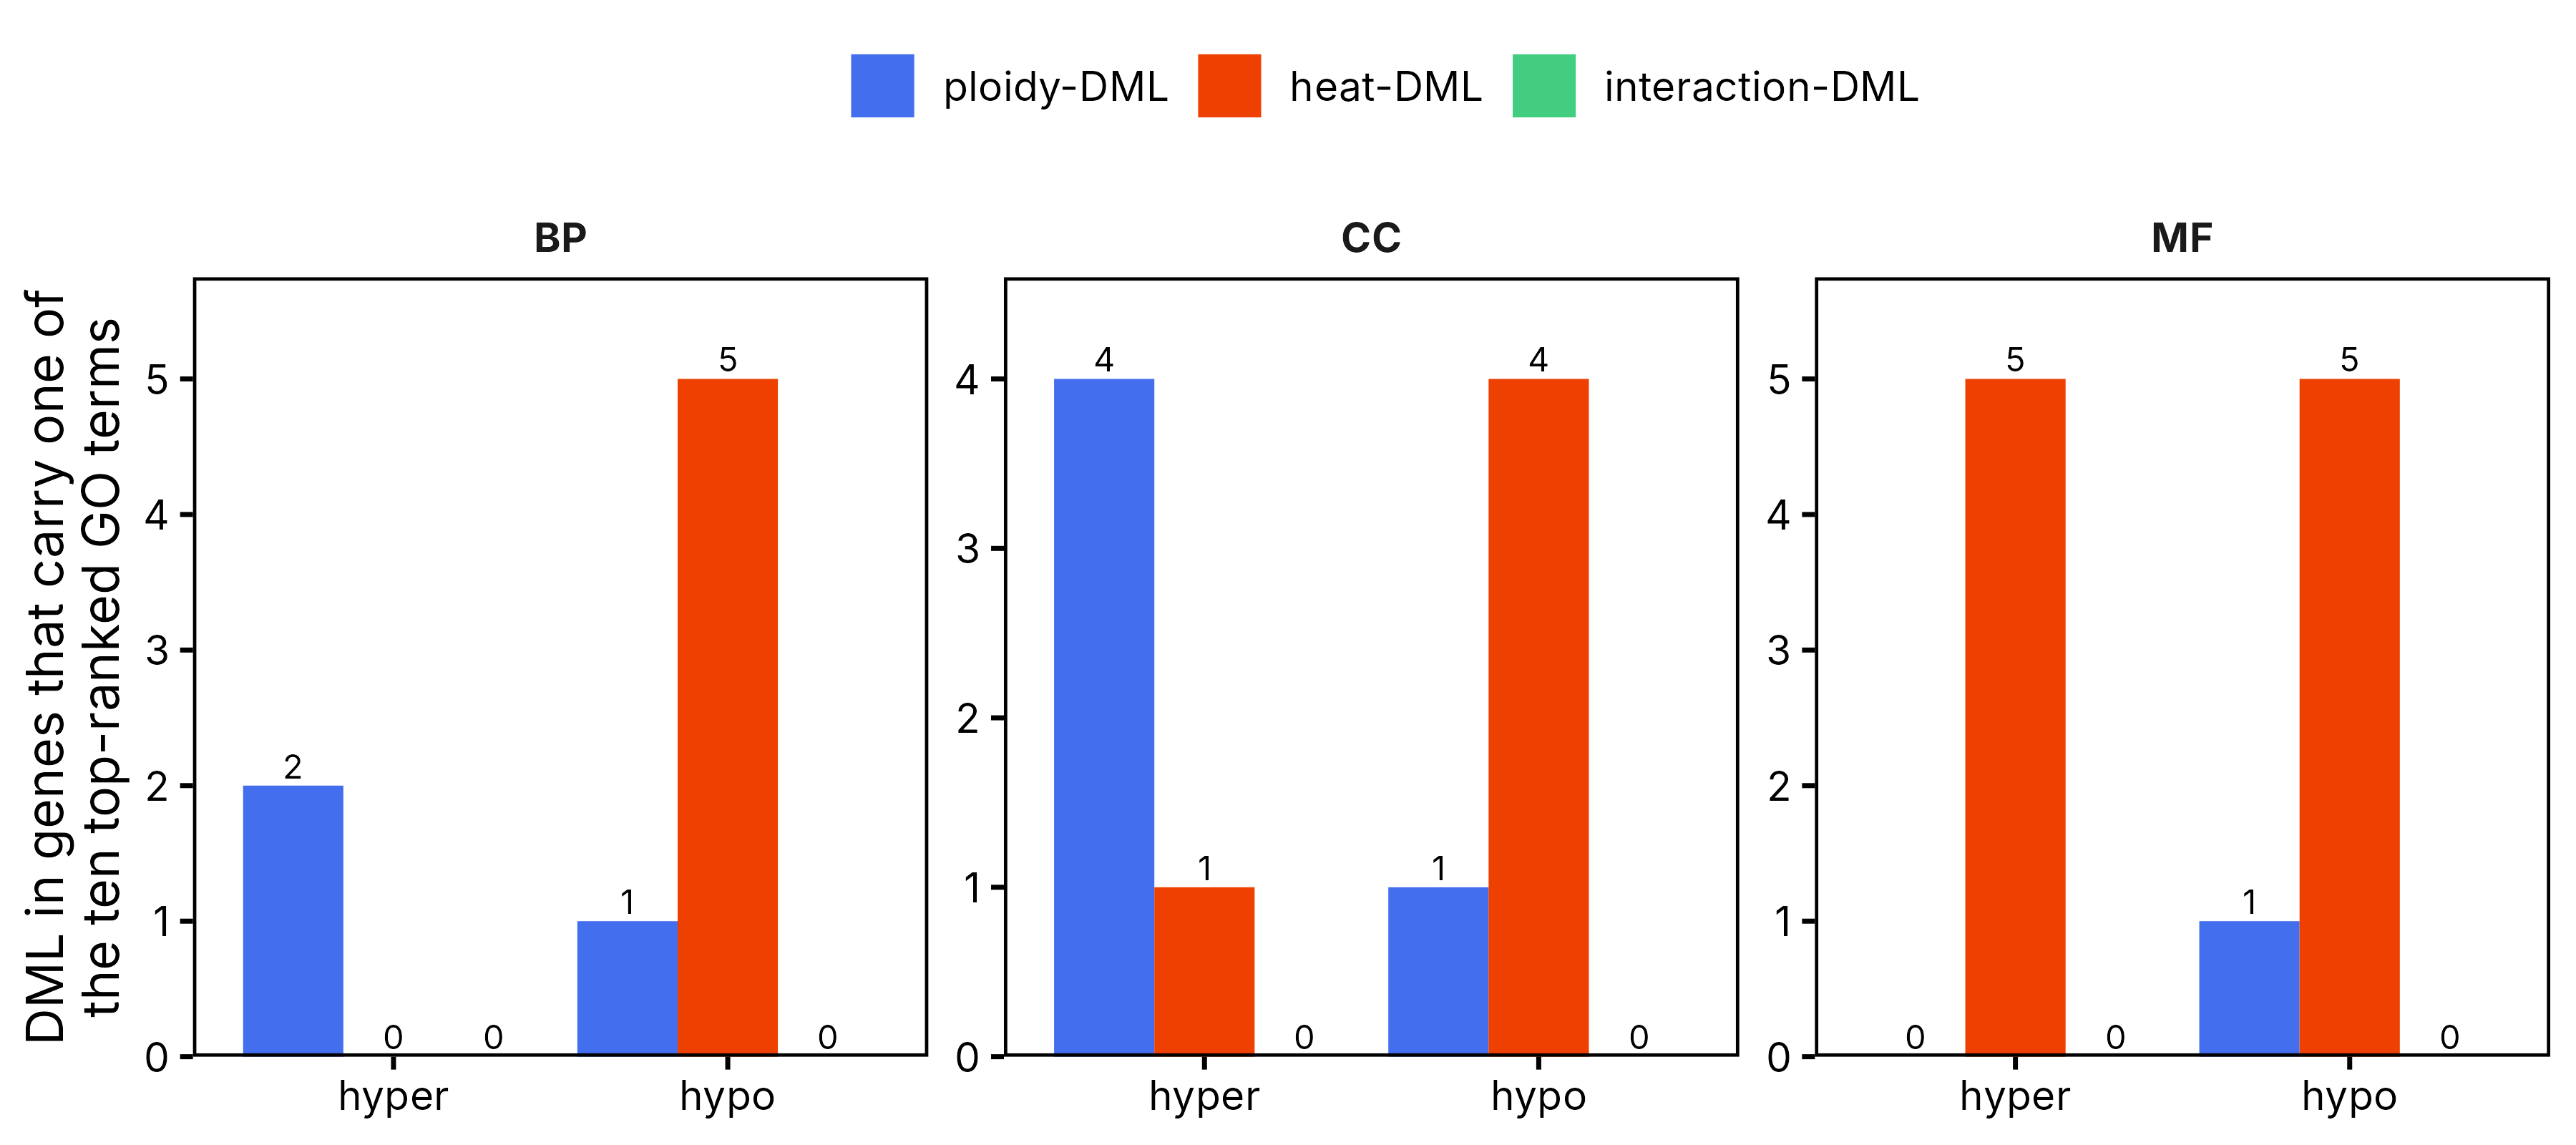 ploidy-DML heat-DML interaction-DML
BP CC MF
DML in genes that carry one of
the ten top-ranked GO terms
5
4
3
2
1
0
2 0 0 1 5 0
hyper hypo
4
3
2
1
0
4 1 0 1 4 0
hyper hypo
5
4
3
2
1
0
0 5 0 1 5 0
hyper hypo